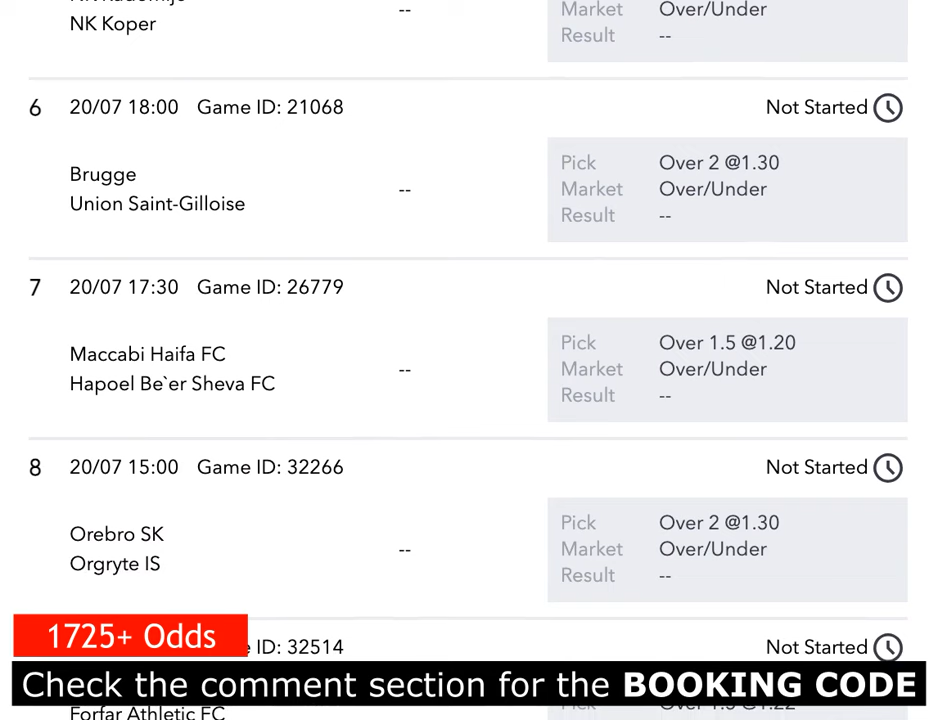 NK Koper
--
Market Over/Under
Result --
6 20/07 18:00 Game ID: 21068 Not Started
Brugge
Union Saint-Gilloise
--
Pick Over 2 @1.30
Market Over/Under
Result --
7 20/07 17:30 Game ID: 26779 Not Started
Maccabi Haifa FC
Hapoel Be`er Sheva FC
--
Pick Over 1.5 @1.20
Market Over/Under
Result --
8 20/07 15:00 Game ID: 32266 Not Started
Orebro SK
Orgryte IS
--
Pick Over 2 @1.30
Market Over/Under
Result --
1725+ Odds
ID: 32514 Not Started
Check the comment section for the BOOKING CODE
Forfar Athletic FC